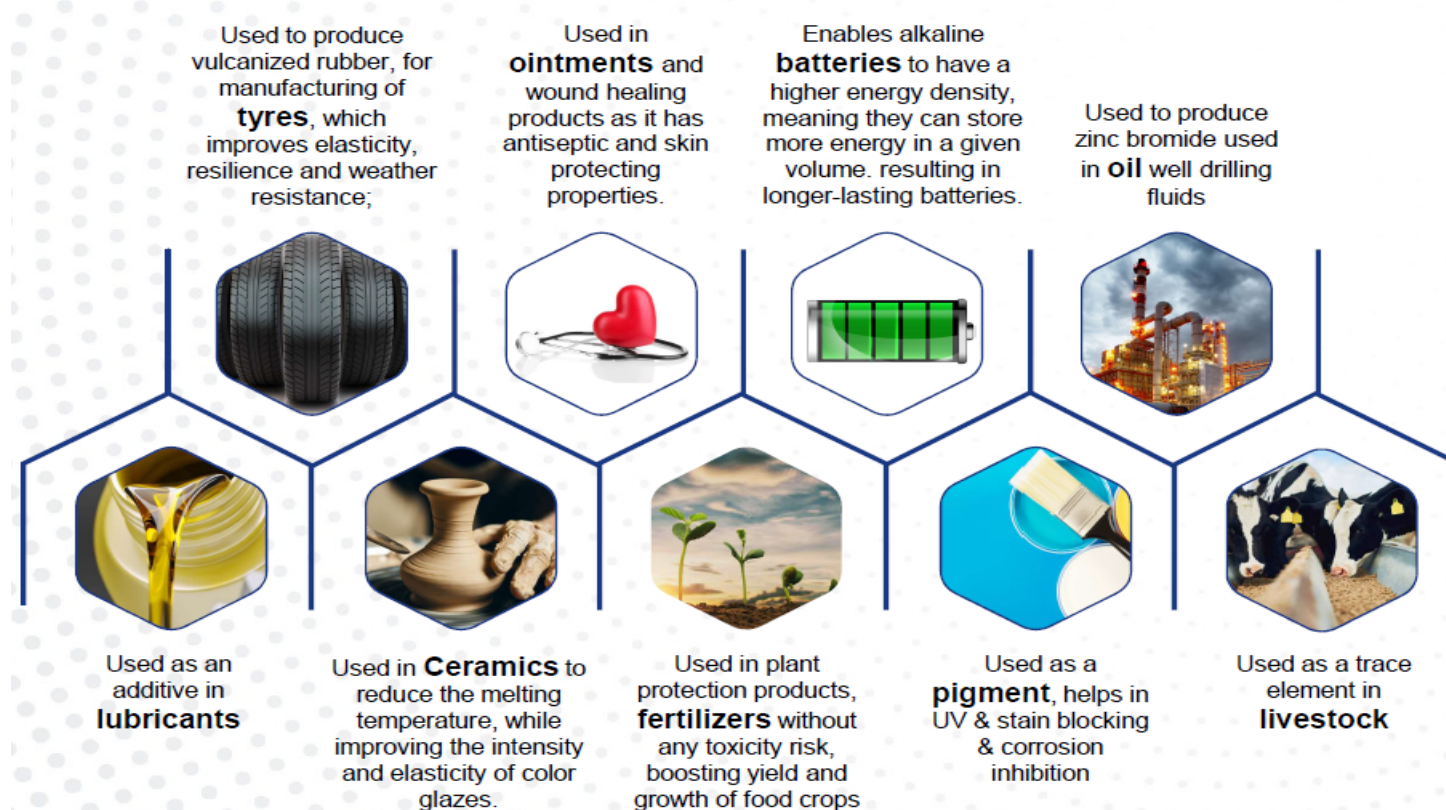 Used to produce
vulcanized rubber, for
manufacturing of
tyres, which
improves elasticity,
resilience and weather
resistance;
Used in
ointments and
wound healing
products as it has
antiseptic and skin
protecting
properties.
Enables alkaline
batteries to have a
higher energy density,
meaning they can store
more energy in a given
volume. resulting in
longer-lasting batteries.
Used to produce
zinc bromide used
in oil well drilling
fluids
Used as an
additive in
lubricants
Used in Ceramics to
reduce the melting
temperature, while
improving the intensity
and elasticity of color
glazes.
Used in plant
protection products,
fertilizers without
any toxicity risk,
boosting yield and
growth of food crops
Used as a
pigment, helps in
UV & stain blocking
& corrosion
inhibition
Used as a trace
element in
livestock